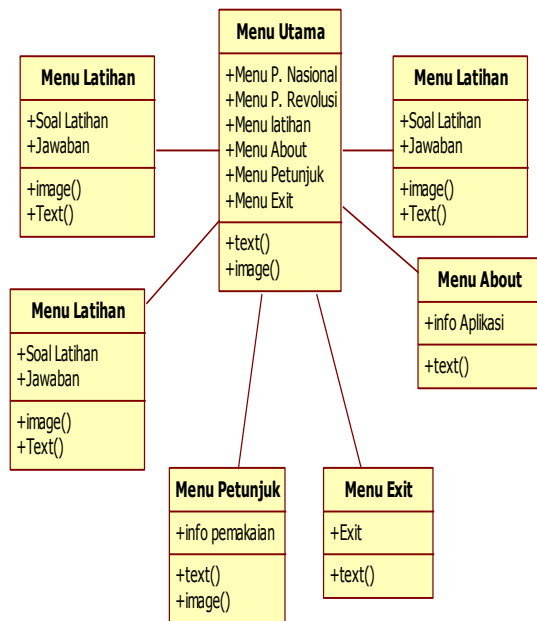 Menu Utama
+Menu P. Nasional
+Menu P. Revolusi
+Menu latihan
+Menu About
+Menu Petunjuk
+Menu Exit
+text()
+image()
Menu Latihan
+Soal Latihan
+Jawaban
+image()
+Text()
Menu Latihan
+Soal Latihan
+Jawaban
+image()
+Text()
Menu Latihan
+Soal Latihan
+Jawaban
+image()
+Text()
Menu About
+info Aplikasi
+text()
Menu Petunjuk
+info pemakaian
+text()
+image()
Menu Exit
+Exit
+text()